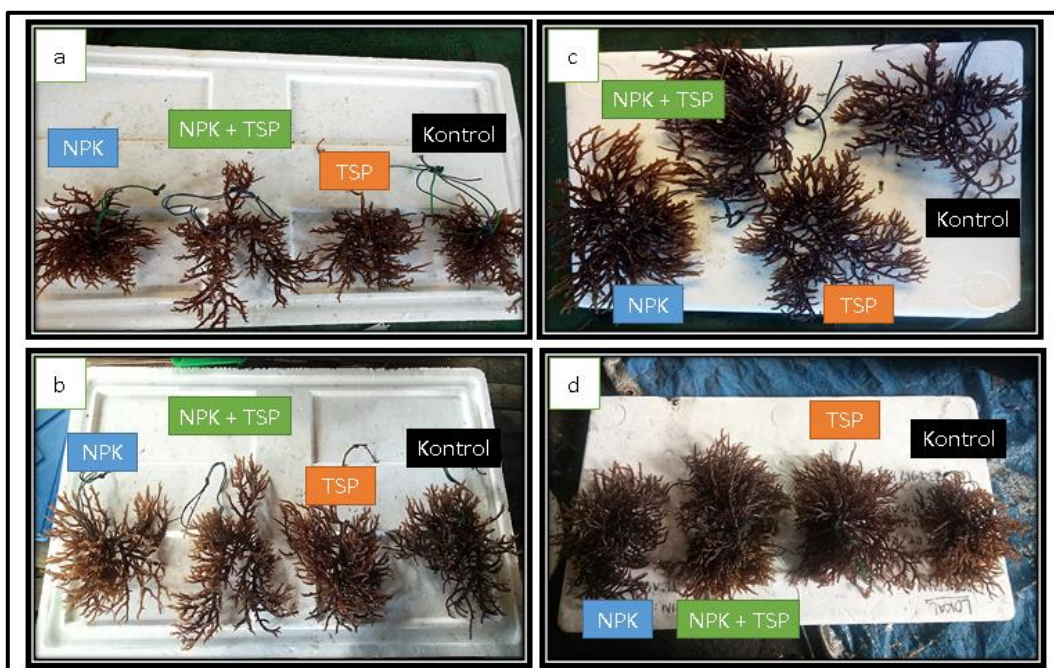 a
NPK
NPK + TSP
TSP
Kontrol
c
NPK + TSP
Kontrol
NPK
TSP
b
NPK
NPK + TSP
TSP
Kontrol
d
TSP
Kontrol
NPK
NPK + TSP
LOKAL